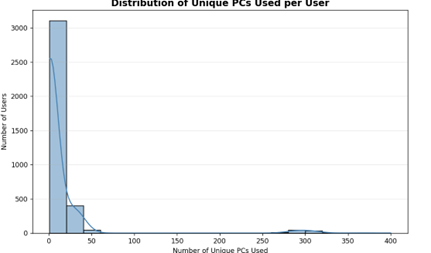 Distribution of Unique PCs Used per User
Number of Users
3000
2500
2000
1500
1000
500
0
0 50 100 150 200 250 300 350 400
Number of Unique PCs Used